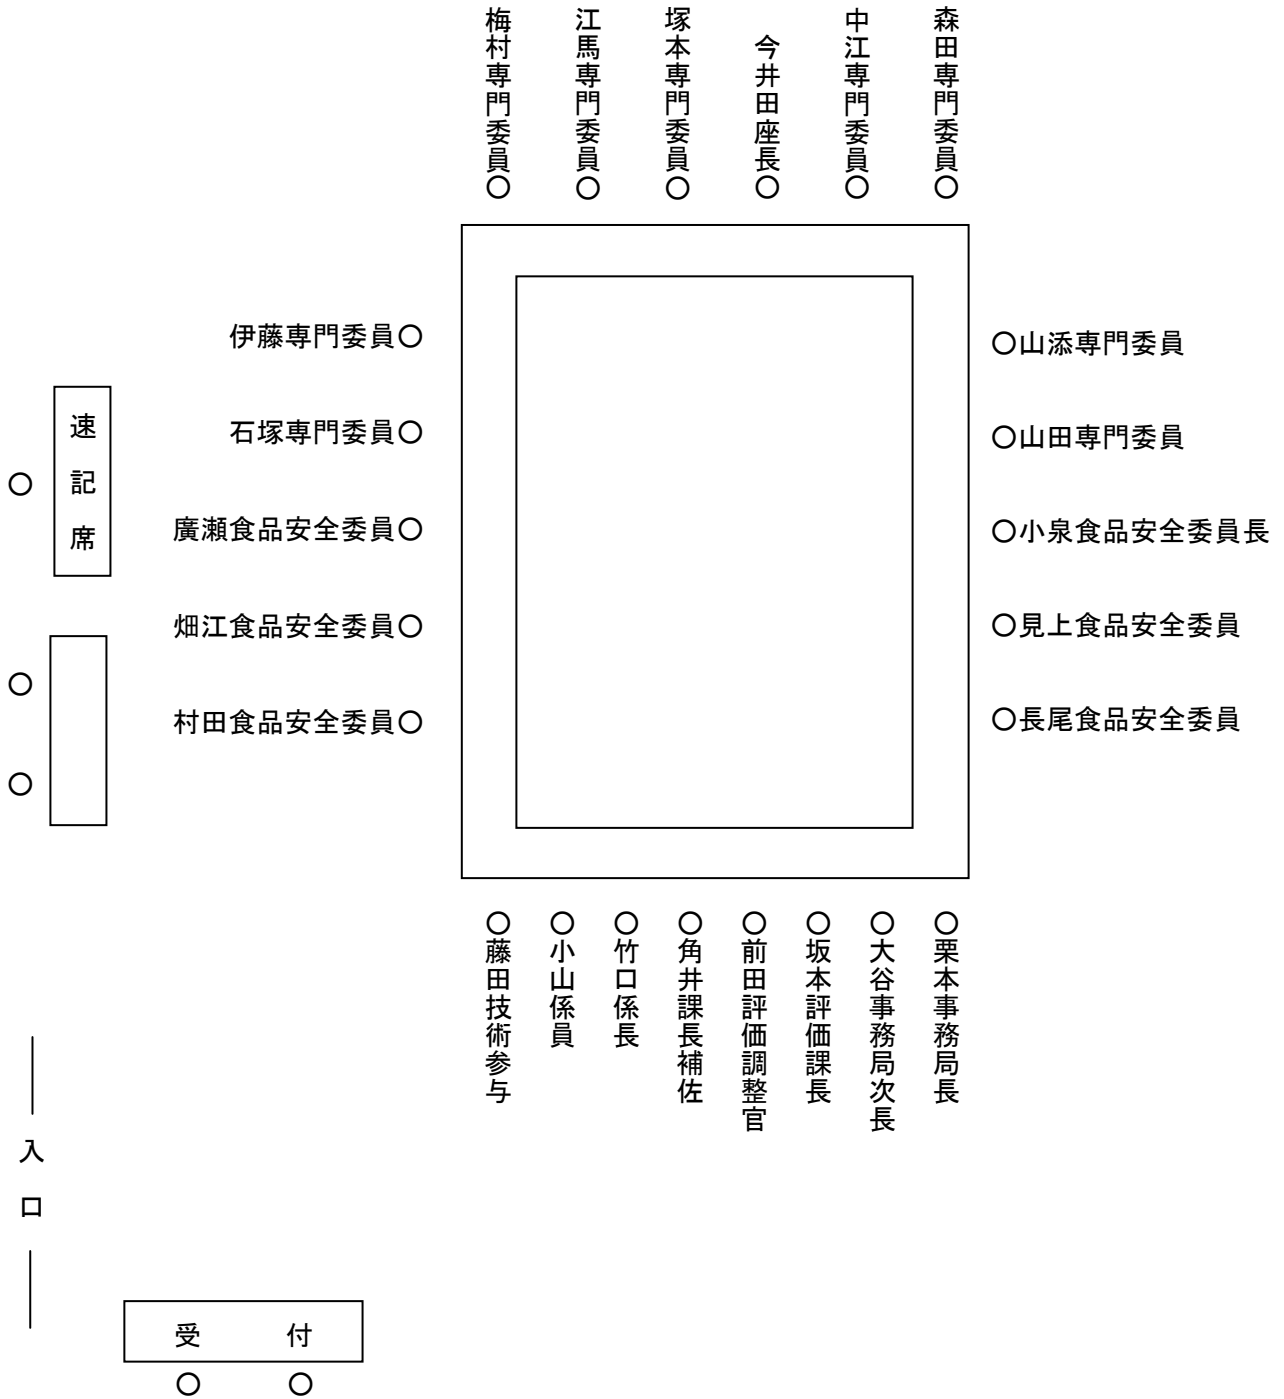 梅村専門委員○
江馬専門委員○
塚本専門委員○
今井田座長○
中江専門委員○
森田専門委員○
伊藤専門委員○
石塚専門委員○
廣瀬食品安全委員○
畑江食品安全委員○
村田食品安全委員○
○山添専門委員
○山田専門委員
○小泉食品安全委員長
○見上食品安全委員
○長尾食品安全委員
速記席
○
○
○
○藤田技術参与
○小山係員
○竹口係長
○角井課長補佐
○前田評価調整官
○坂本評価課長
○大谷事務局次長
○栗本事務局長
入口
受付
○ ○